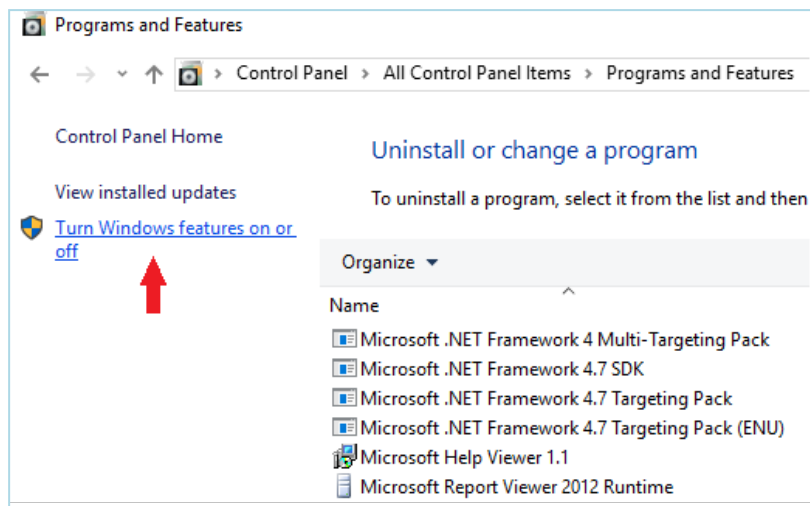 Programs and Features
Control Panel > All Control Panel Items > Programs and Features
Control Panel Home
View installed updates
Turn Windows features on or
off
Uninstall or change a program
To uninstall a program, select it from the list and then
Organize
Name
Microsoft .NET Framework 4 Multi-Targeting Pack
Microsoft .NET Framework 4.7 SDK
Microsoft .NET Framework 4.7 Targeting Pack
Microsoft .NET Framework 4.7 Targeting Pack (ENU)
Microsoft Help Viewer 1.1
Microsoft Report Viewer 2012 Runtime